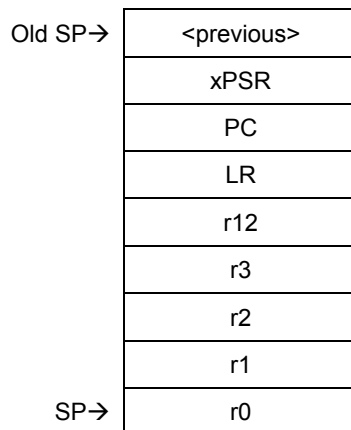 Old SP→ <previous>
xPSR
PC
LR
r12
r3
r2
r1
SP→ r0